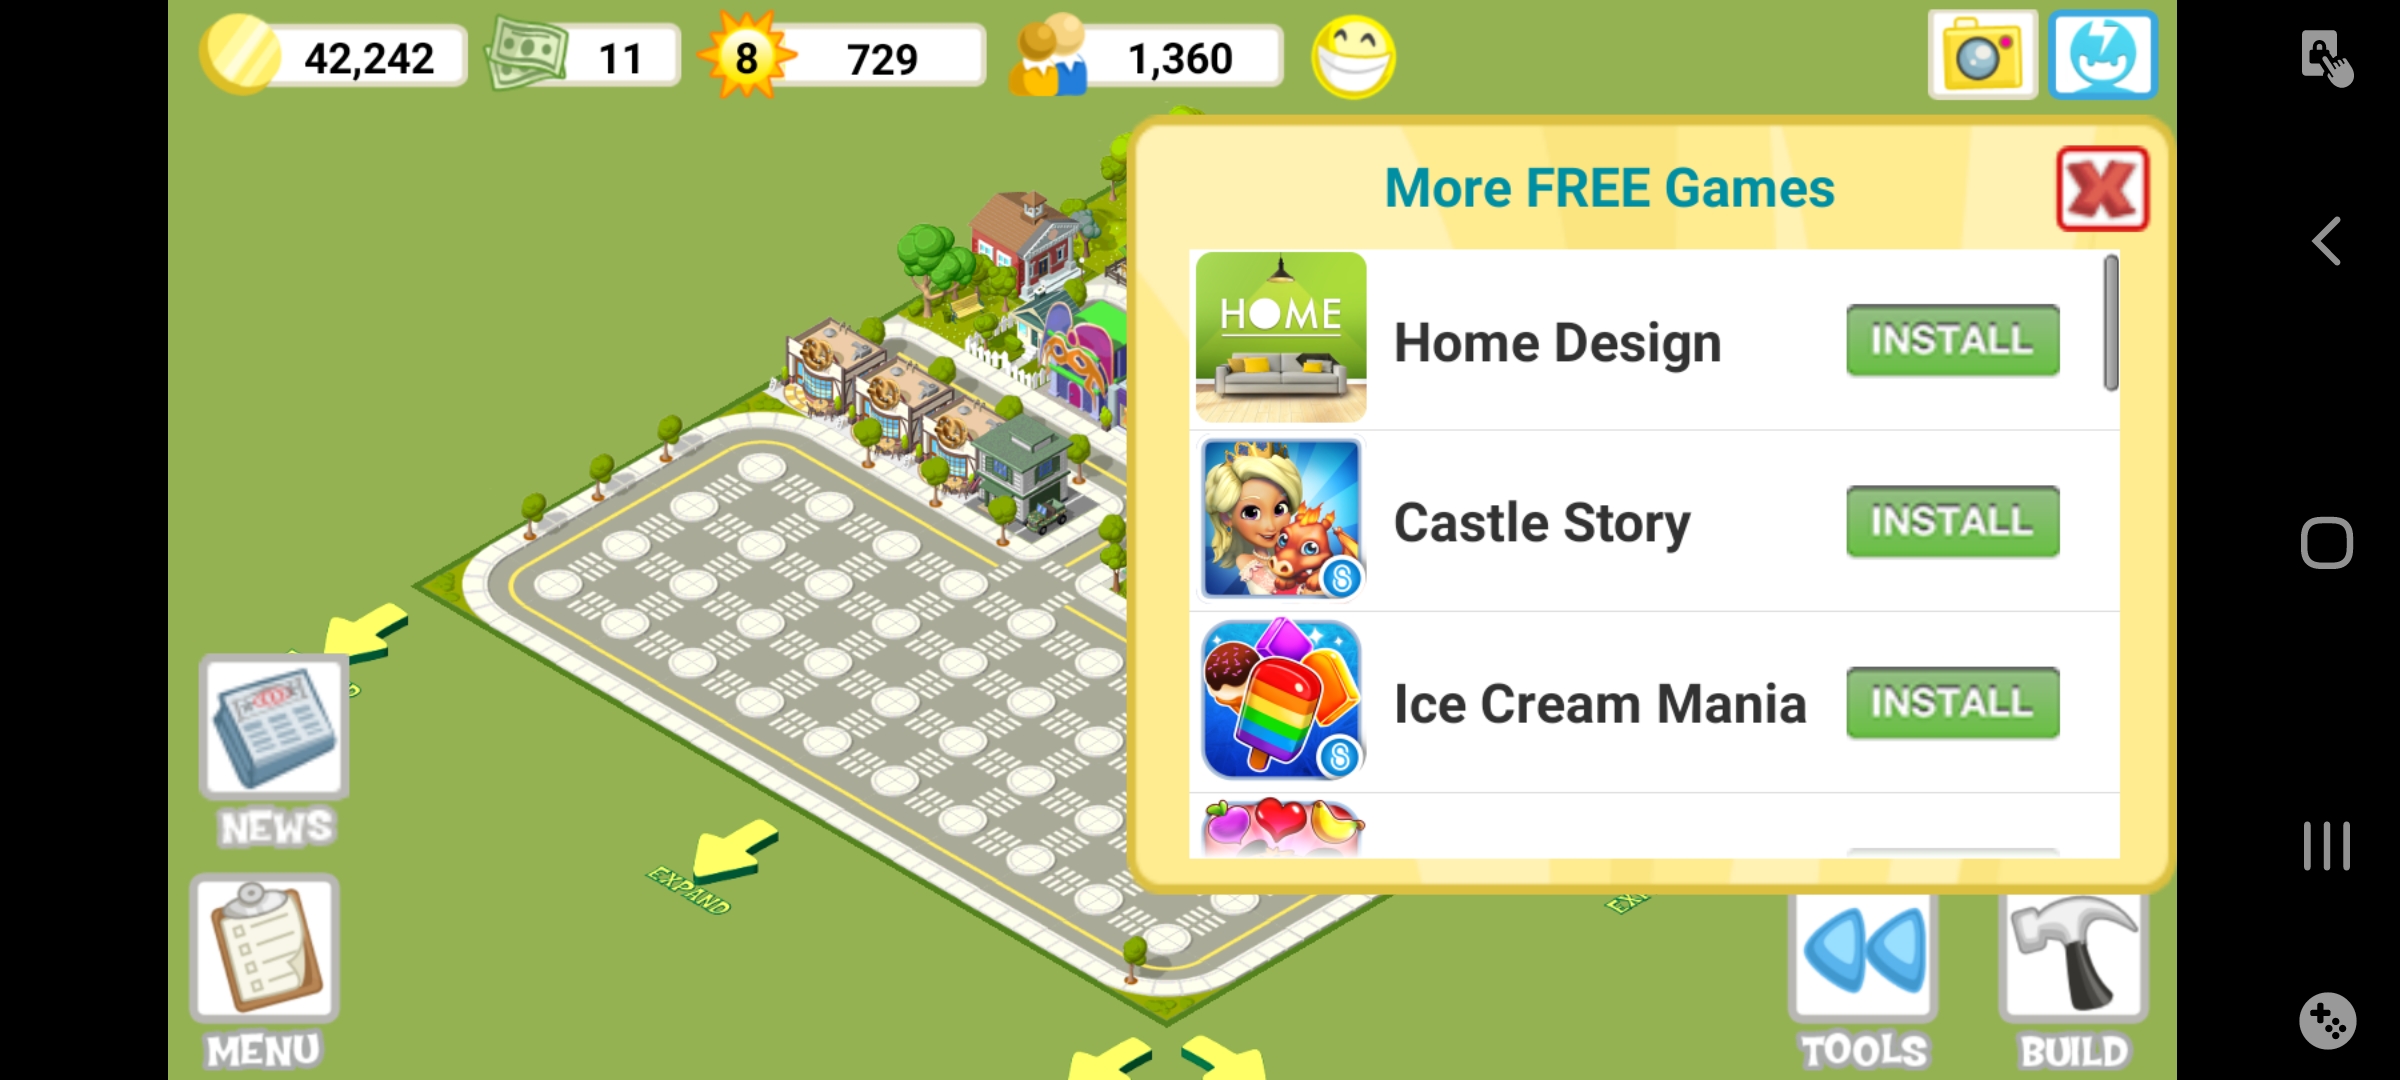 42,242
11
8
729
1,360
More FREE Games
HOME
Home Design
INSTALL
Castle Story
INSTALL
Ice Cream Mania
INSTALL
NEWS
EXPAND
MENU
TOOLS
BUILD